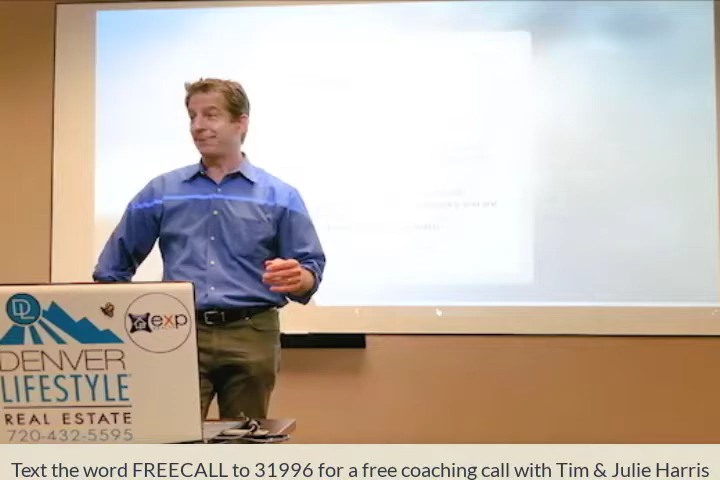 DL
exp
DENVER
LIFESTYLE
REAL ESTATE
720-432-5595
Text the word FREECALL to 31996 for a free coaching call with Tim & Julie Harris